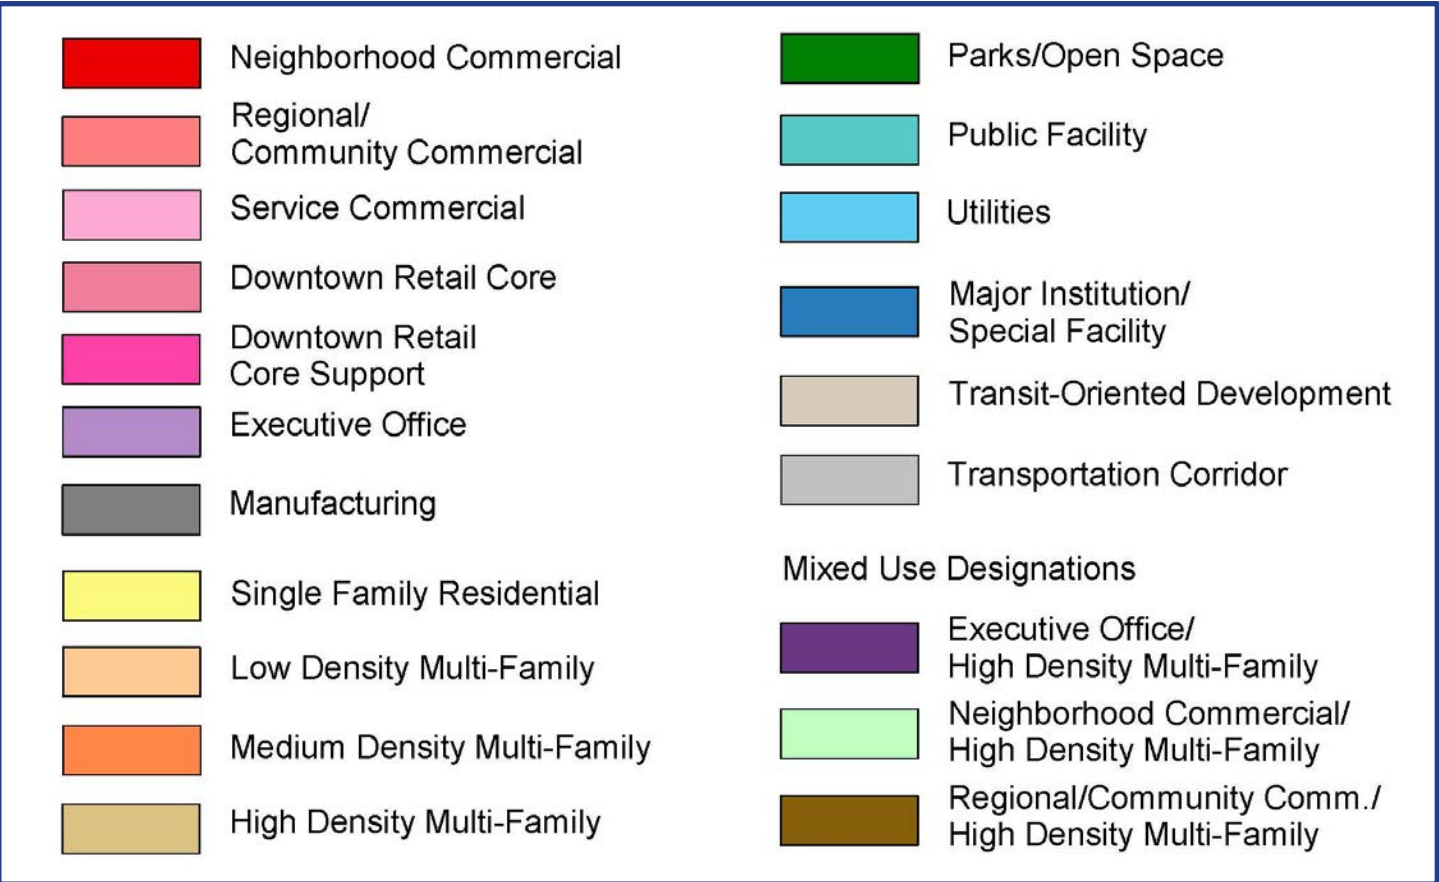 Neighborhood Commercial
Regional/
Community Commercial
Service Commercial
Downtown Retail Core
Downtown Retail
Core Support
Executive Office
Manufacturing
Single Family Residential
Low Density Multi-Family
Medium Density Multi-Family
High Density Multi-Family
Parks/Open Space
Public Facility
Utilities
Major Institution/
Special Facility
Transit-Oriented Development
Transportation Corridor
Mixed Use Designations
Executive Office/
High Density Multi-Family
Neighborhood Commercial/
High Density Multi-Family
Regional/Community Comm./
High Density Multi-Family